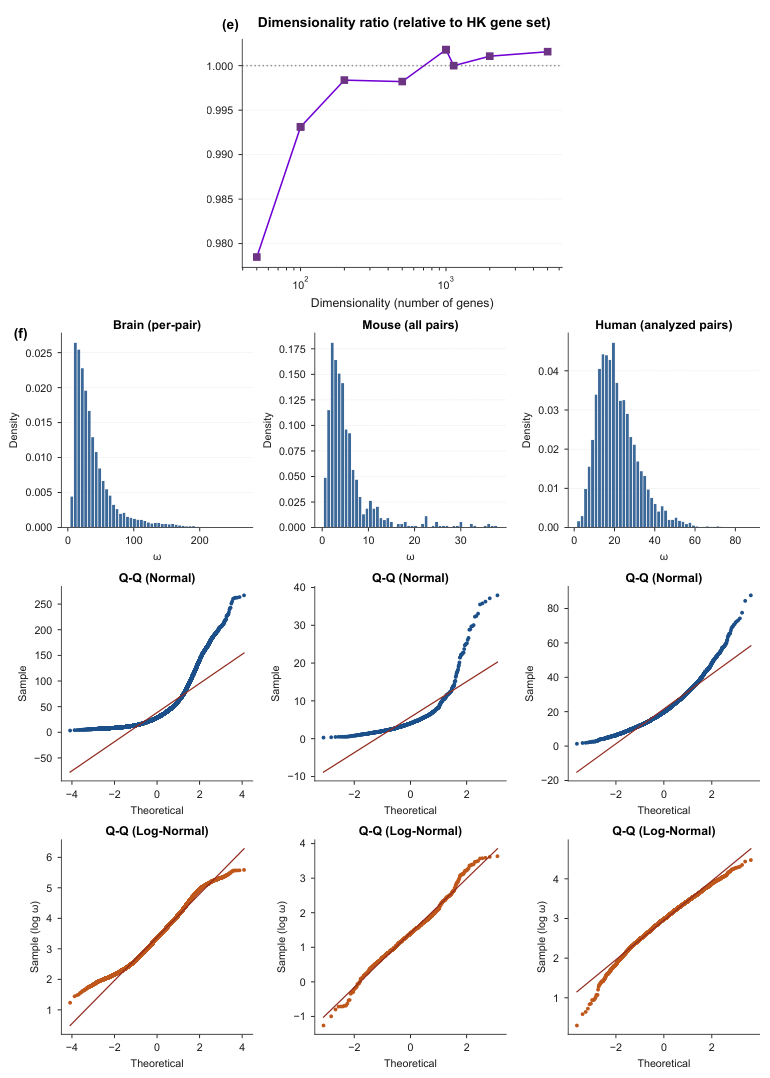 (e) Dimensionality ratio (relative to HK gene set)
1.000
0.995
0.990
0.985
0.980
10² 10³
Dimensionality (number of genes)
(f)
Brain (per-pair) Mouse (all pairs) Human (analyzed pairs)
Density
0.025
0.020
0.015
0.010
0.005
0.000
0 100 200
ω
Density
0.175
0.150
0.125
0.100
0.075
0.050
0.025
0.000
0 10 20 30
ω
Density
0.04
0.03
0.02
0.01
0.00
0 20 40 60 80
ω
Q-Q (Normal) Q-Q (Normal) Q-Q (Normal)
Sample
250
200
150
100
50
0
−50
−4 −2 0 2 4
Theoretical
Sample
40
30
20
10
0
−10
−2 0 2
Theoretical
Sample
80
60
40
20
0
−20
−2 0 2
Theoretical
Q-Q (Log-Normal) Q-Q (Log-Normal) Q-Q (Log-Normal)
Sample (log ω)
6
5
4
3
2
1
−4 −2 0 2 4
Theoretical
Sample (log ω)
4
3
2
1
0
−1
−2 0 2
Theoretical
Sample (log ω)
4
3
2
1
−2 0 2
Theoretical